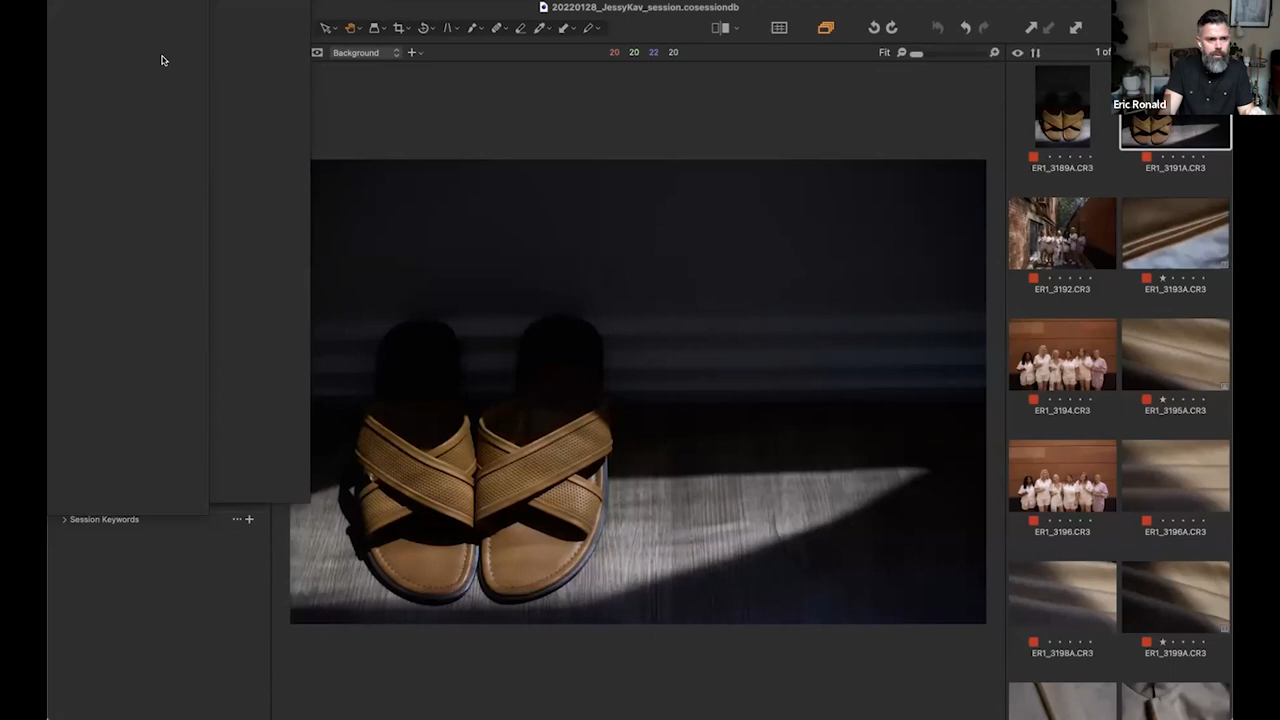 20220128_JessyKav_session.cosessiondb
Background
20 20 22 20
Fit
1 of
Eric Ronald
ER1_3189A.CR3
ER1_3191A.CR3
ER1_3192.CR3
ER1_3193A.CR3
ER1_3194.CR3
ER1_3195A.CR3
ER1_3196.CR3
ER1_3196A.CR3
Session Keywords
ER1_3198A.CR3
ER1_3199A.CR3